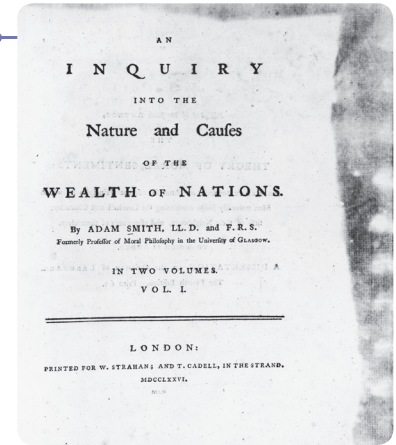 AN
INQUIRY
INTO THE
Nature and Cauſes
OF THE
WEALTH OF NATIONS.
By ADAM SMITH, LL.D. and F.R.S.
Formerly Profeſſor of Moral Philoſophy in the Univerſity of GLASGOW.
IN TWO VOLUMES.
VOL. I.
LONDON:
PRINTED FOR W. STRAHAN; AND T. CADELL, IN THE STRAND.
MDCCLXXVI.